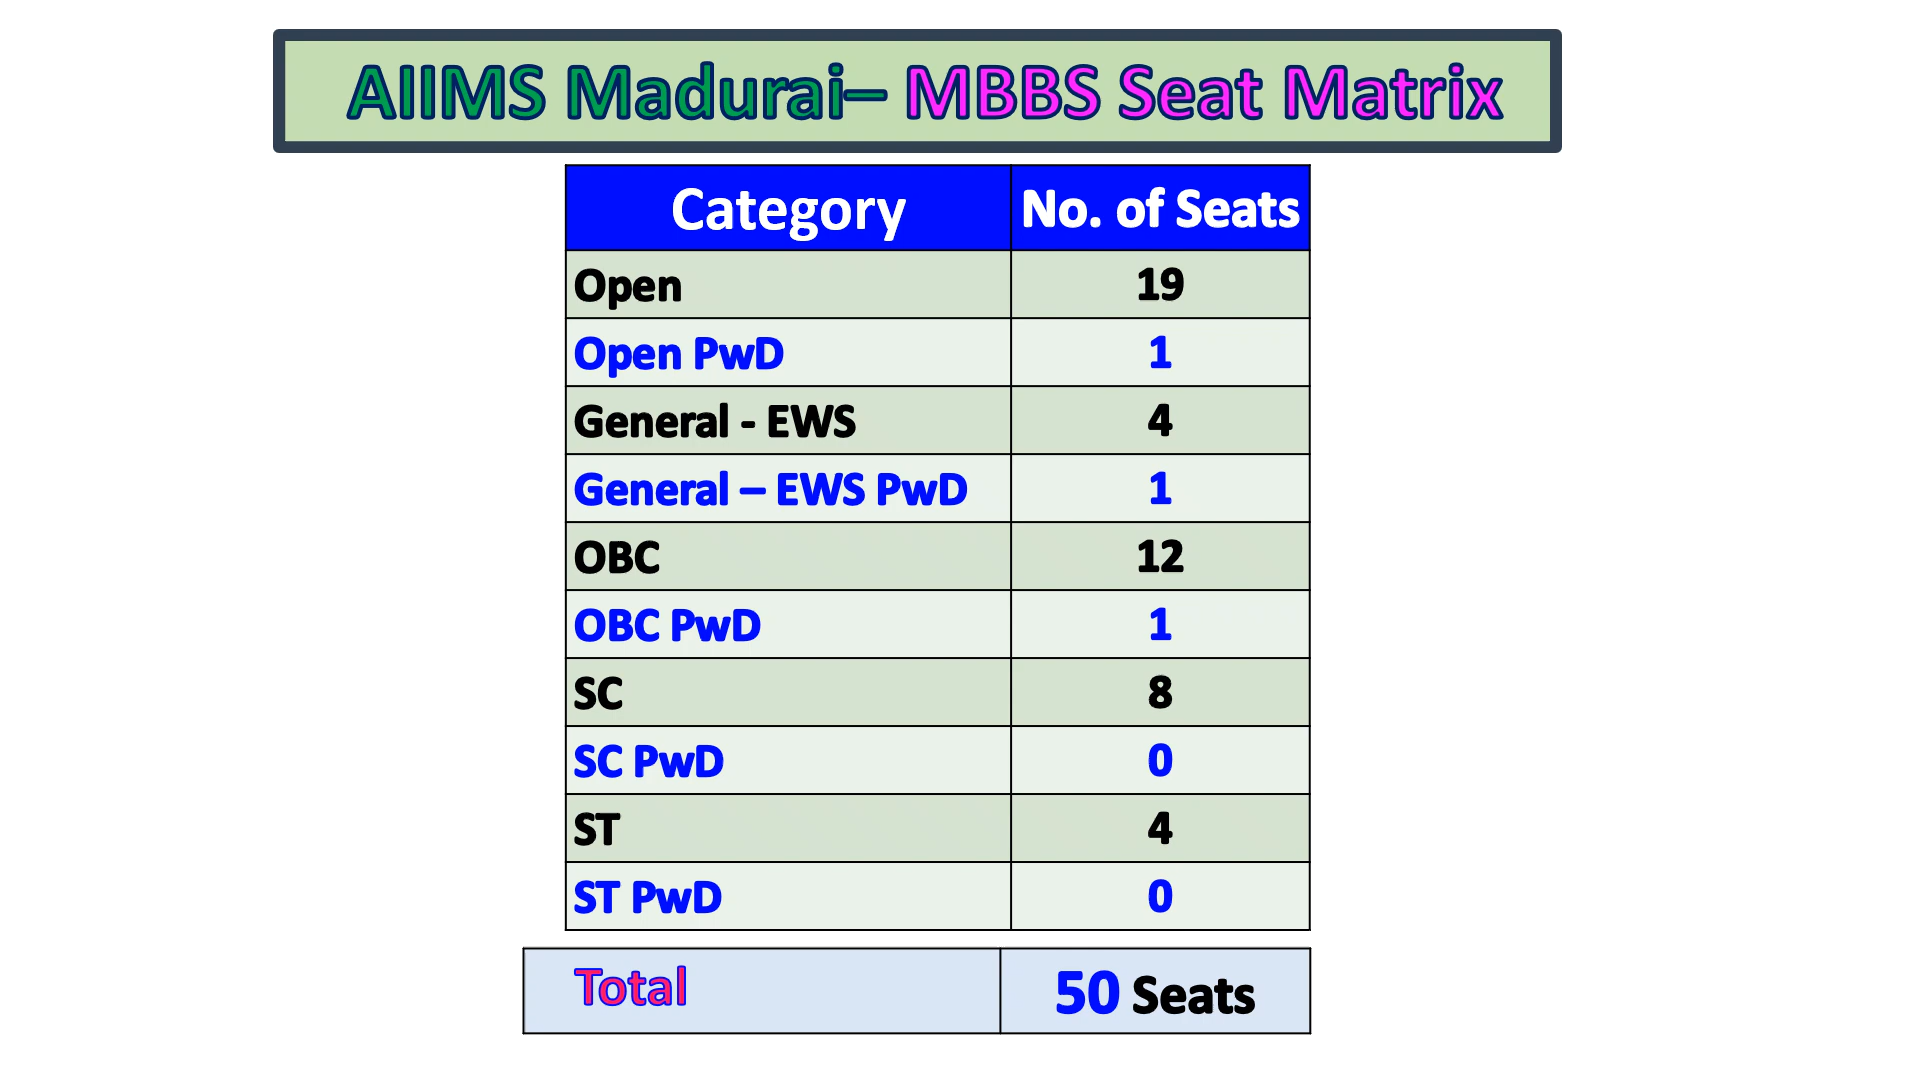 AIIMS Madurai– MBBS Seat Matrix
Category No. of Seats
Open 19
Open PwD 1
General - EWS 4
General – EWS PwD 1
OBC 12
OBC PwD 1
SC 8
SC PwD 0
ST 4
ST PwD 0
Total 50 Seats